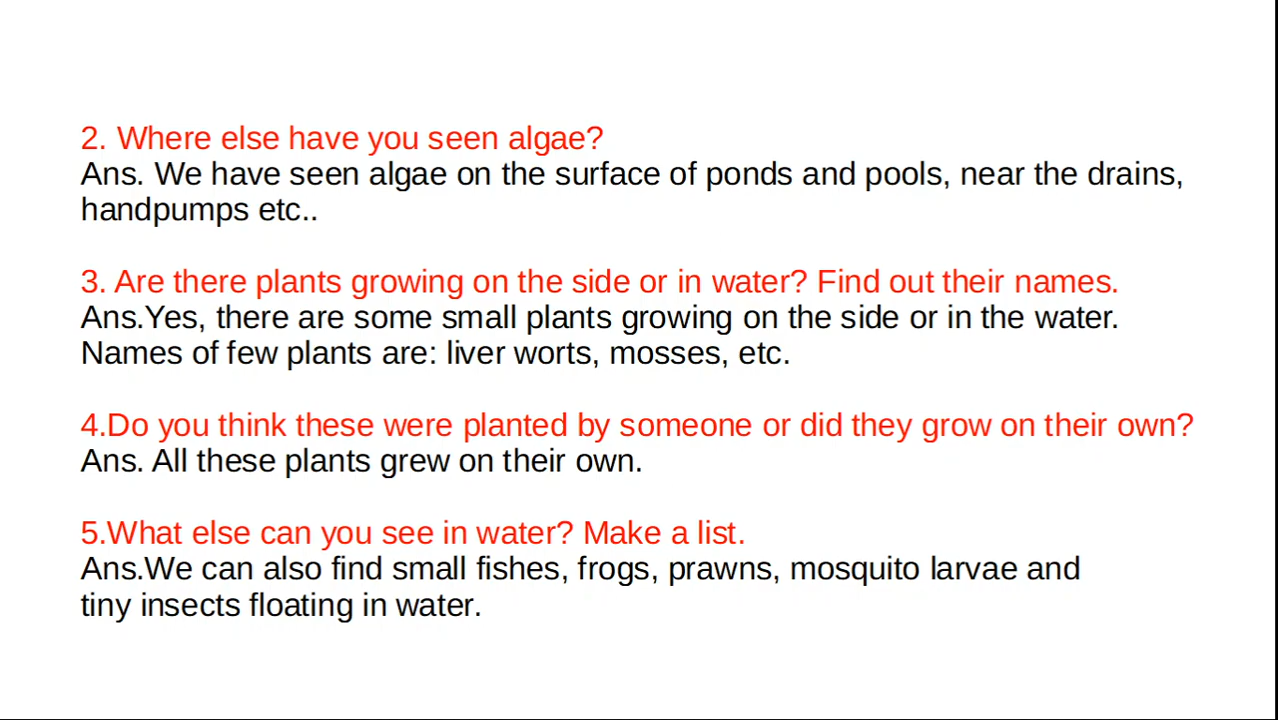 2. Where else have you seen algae?
Ans. We have seen algae on the surface of ponds and pools, near the drains,
handpumps etc..
3. Are there plants growing on the side or in water? Find out their names.
Ans.Yes, there are some small plants growing on the side or in the water.
Names of few plants are: liver worts, mosses, etc.
4.Do you think these were planted by someone or did they grow on their own?
Ans. All these plants grew on their own.
5.What else can you see in water? Make a list.
Ans.We can also find small fishes, frogs, prawns, mosquito larvae and
tiny insects floating in water.